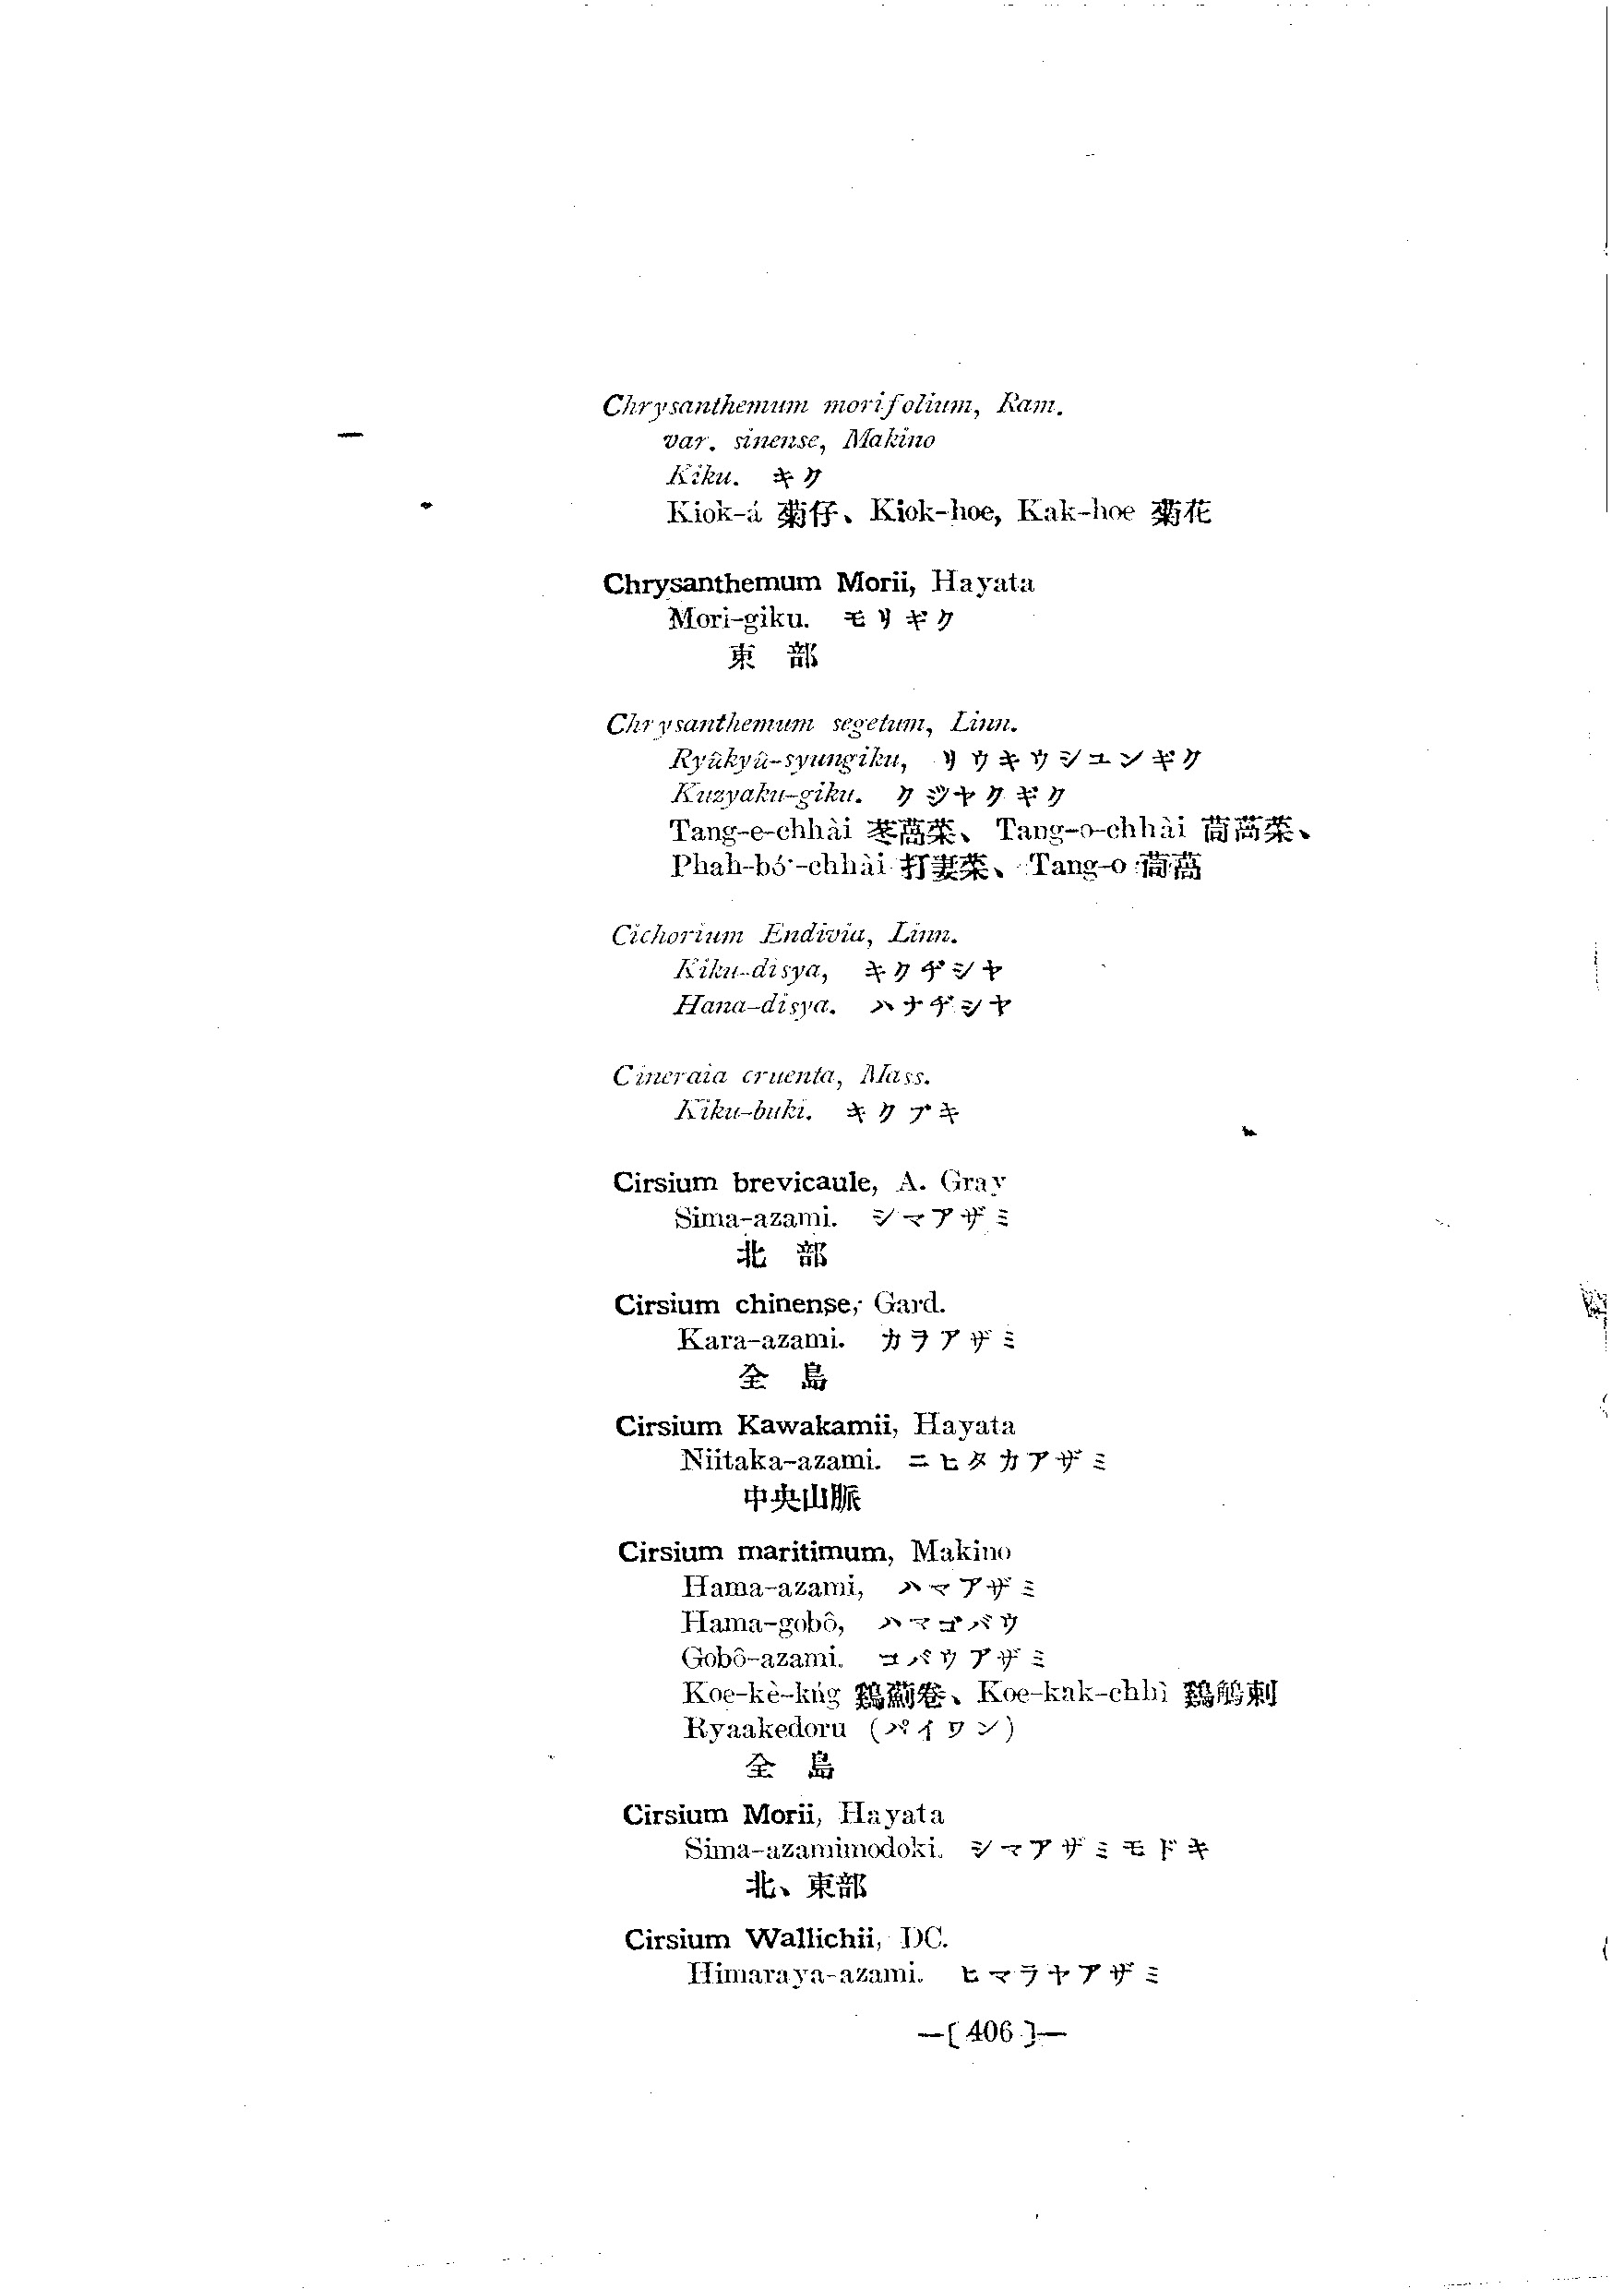 Chrysanthemum morifolium, Ram.
var. sinense, Makino
Kiku. キク
Kiok-á 菊仔、Kiok-hoe, Kak-hoe 菊花
Chrysanthemum Morii, Hayata
Mori-giku. モリギク
東部
Chrysanthemum segetum, Linn.
Ryûkyû-syungiku, リウキウシユンギク
Kuzyaku-giku. クジヤクギク
Tang-e-chhài 苳萵菜、Tang-o-chhài 茼萵菜、
Phah-bó͘-chhài 打妻菜、Tang-o 茼萵
Cichorium Endivia, Linn.
Kiku-disya, キクヂシヤ
Hana-disya. ハナヂシヤ
Cineraia cruenta, Mass.
Kiku-buki. キクブキ
Cirsium brevicaule, A. Gray
Sima-azami. シマアザミ
北部
Cirsium chinense, Gard.
Kara-azami. カラアザミ
全島
Cirsium Kawakamii, Hayata
Niitaka-azami. ニヒタカアザミ
中央山脈
Cirsium maritimum, Makino
Hama-azami, ハマアザミ
Hama-gobô, ハマゴバウ
Gobô-azami. ゴバウアザミ
Koe-kè-kńg 鷄薊卷、Koe-kak-chhì 鷄鵤刺
Ryaakedoru (パイワン)
全島
Cirsium Morii, Hayata
Sima-azamimodoki. シマアザミモドキ
北、東部
Cirsium Wallichii, DC.
Himaraya-azami. ヒマラヤアザミ
—[ 406 ]—